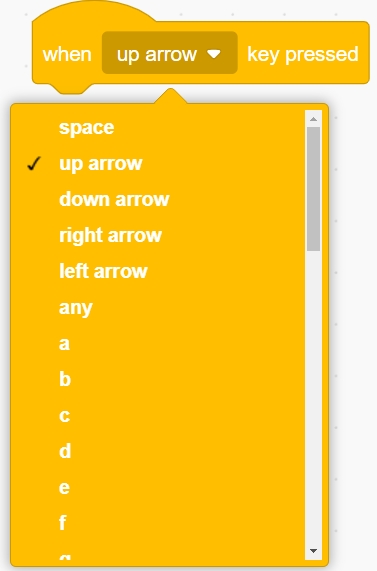 when up arrow key pressed
space
✓ up arrow
down arrow
right arrow
left arrow
any
a
b
c
d
e
f